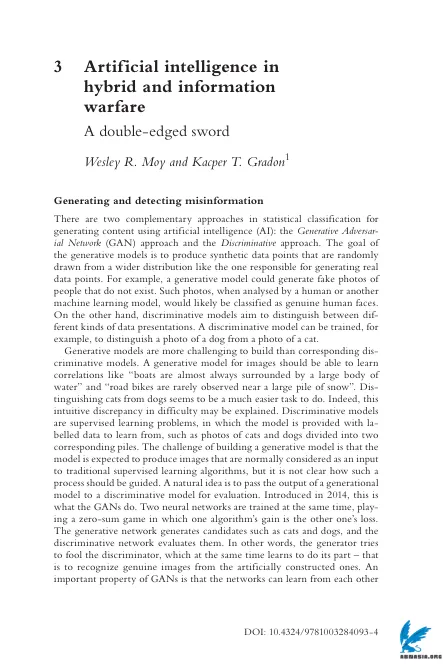 3 Artificial intelligence in
hybrid and information
warfare
A double-edged sword
Wesley R. Moy and Kacper T. Gradon1
Generating and detecting misinformation
There are two complementary approaches in statistical classification for
generating content using artificial intelligence (AI): the Generative Adversar-
ial Network (GAN) approach and the Discriminative approach. The goal of
the generative models is to produce synthetic data points that are randomly
drawn from a wider distribution like the one responsible for generating real
data points. For example, a generative model could generate fake photos of
people that do not exist. Such photos, when analysed by a human or another
machine learning model, would likely be classified as genuine human faces.
On the other hand, discriminative models aim to distinguish between dif-
ferent kinds of data presentations. A discriminative model can be trained, for
example, to distinguish a photo of a dog from a photo of a cat.
Generative models are more challenging to build than corresponding dis-
criminative models. A generative model for images should be able to learn
correlations like “boats are almost always surrounded by a large body of
water” and “road bikes are rarely observed near a large pile of snow”. Dis-
tinguishing cats from dogs seems to be a much easier task to do. Indeed, this
intuitive discrepancy in difficulty may be explained. Discriminative models
are supervised learning problems, in which the model is provided with la-
belled data to learn from, such as photos of cats and dogs divided into two
corresponding piles. The challenge of building a generative model is that the
model is expected to produce images that are normally considered as an input
to traditional supervised learning algorithms, but it is not clear how such a
process should be guided. A natural idea is to pass the output of a generational
model to a discriminative model for evaluation. Introduced in 2014, this is
what the GANs do. Two neural networks are trained at the same time, play-
ing a zero-sum game in which one algorithm’s gain is the other one’s loss.
The generative network generates candidates such as cats and dogs, and the
discriminative network evaluates them. In other words, the generator tries
to fool the discriminator, which at the same time learns to do its part – that
is to recognize genuine images from the artificially constructed ones. An
important property of GANs is that the networks can learn from each other
DOI: 10.4324/9781003284093-4